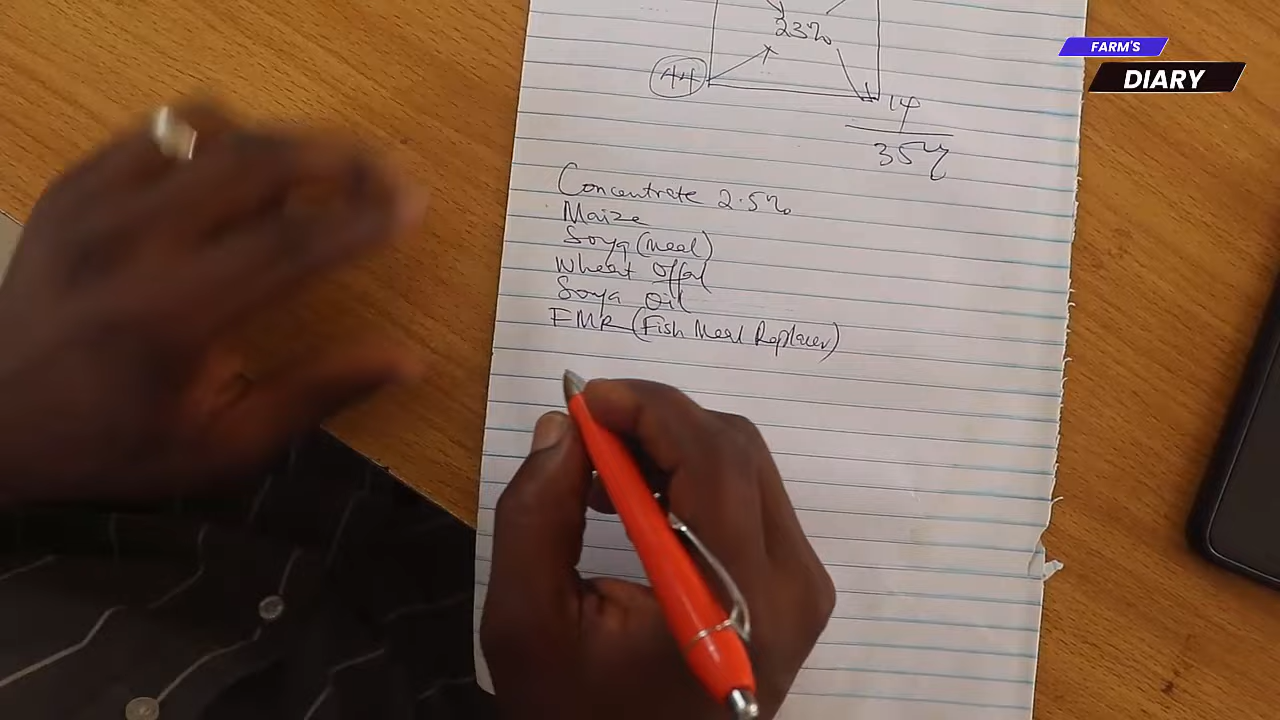 23%
44
14
35
Concentrate 2.5%
Maize
Soya (meal)
Wheat Offal
Soya Oil
FMR (Fish Meal Replacer)
FARM'S
DIARY